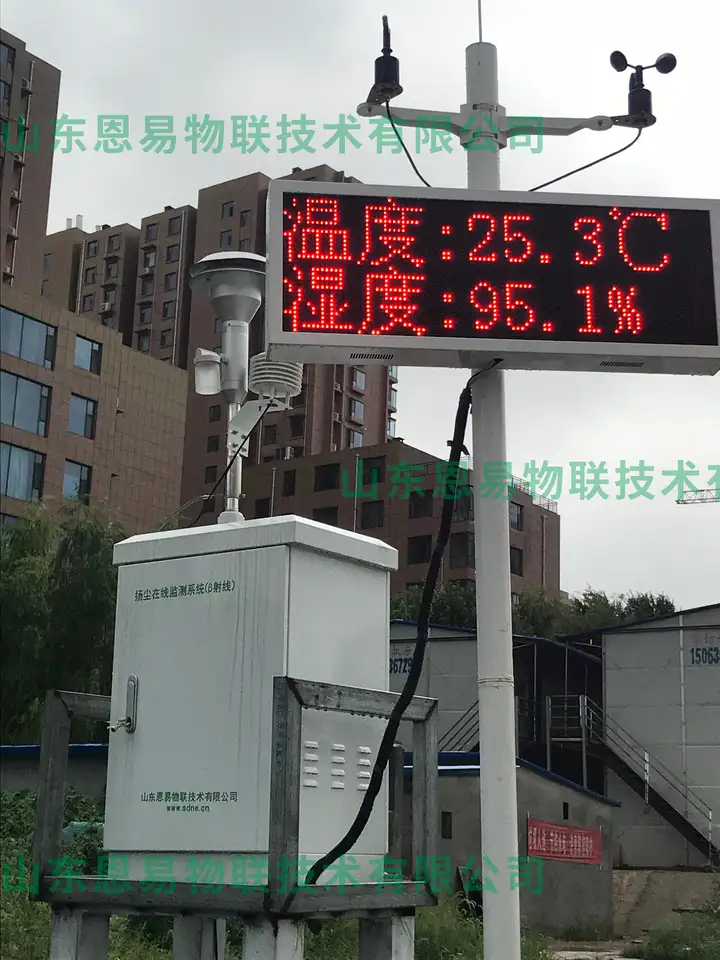 山东恩易物联技术有限公司
温度:25.3℃
湿度:95.1%
山东恩易物联技术有
扬尘在线监测系统(β射线)
36729
15063
山东恩易物联技术有限公司
www.sdne.cn
山东恩易物联技术有限公司